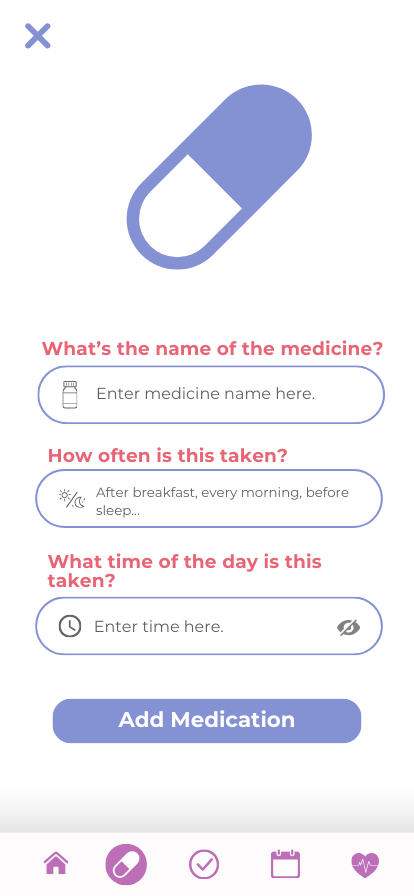 What’s the name of the medicine?
Enter medicine name here.
How often is this taken?
After breakfast, every morning, before
sleep...
What time of the day is this
taken?
Enter time here.
Add Medication